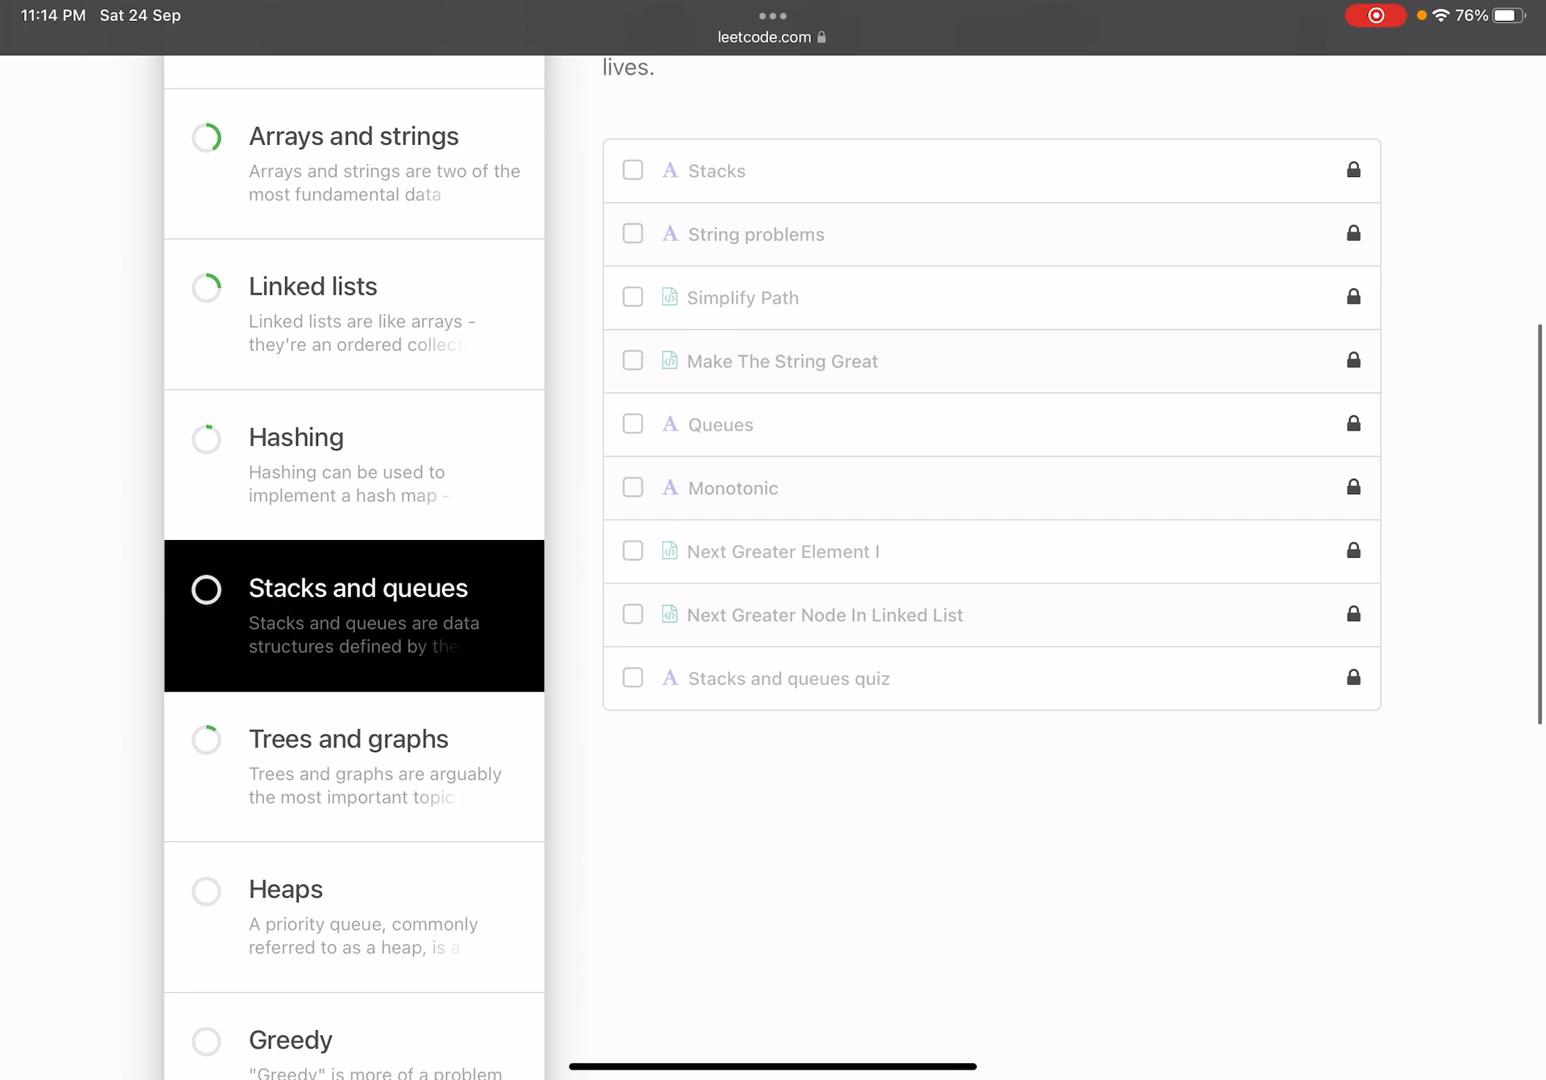 11:14 PM Sat 24 Sep
leetcode.com
76%
Arrays and strings
Arrays and strings are two of the
most fundamental data
Linked lists
Linked lists are like arrays -
they're an ordered collect
Hashing
Hashing can be used to
implement a hash map -
Stacks and queues
Stacks and queues are data
structures defined by the
Trees and graphs
Trees and graphs are arguably
the most important topic
Heaps
A priority queue, commonly
referred to as a heap, is a
Greedy
"Greedy" is more of a problem
lives.
A Stacks
A String problems
Simplify Path
Make The String Great
A Queues
A Monotonic
Next Greater Element I
Next Greater Node In Linked List
A Stacks and queues quiz